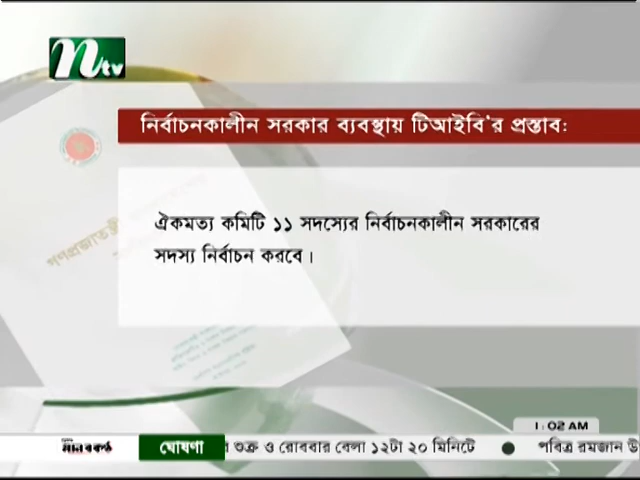 ntv
নির্বাচনকালীন সরকার ব্যবস্থায় টিআইবি'র প্রস্তাব:
ঐকমত্য কমিটি ১১ সদস্যের নির্বাচনকালীন সরকারের
সদস্য নির্বাচন করবে।
1:02 AM
ঘোষণা র শুক্র ও রোববার বেলা ১২টা ২০ মিনিটে ● পবিত্র রমজান উ